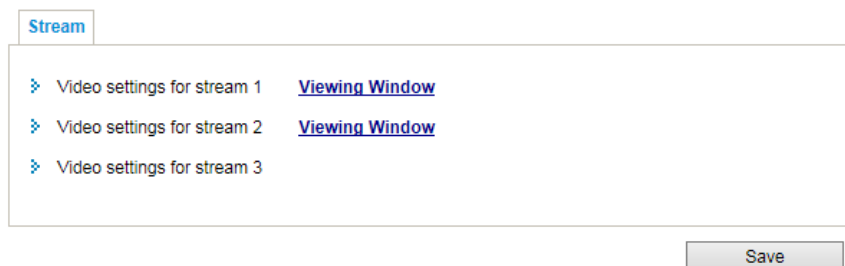 Stream
Video settings for stream 1 Viewing Window
Video settings for stream 2 Viewing Window
Video settings for stream 3
Save